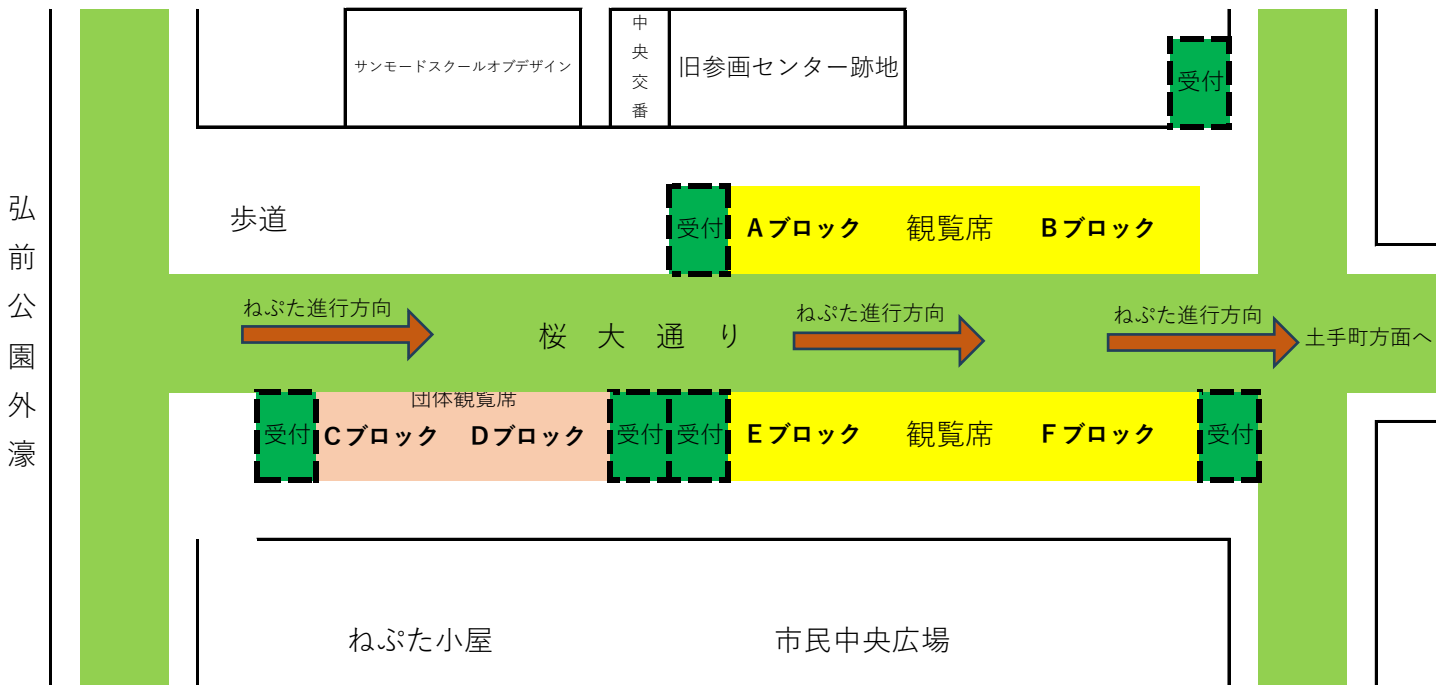 サンモードスクールオブデザイン
中央交番
旧参画センター跡地
受付
弘前公園外濠
歩道
受付
Aブロック 観覧席 Bブロック
ねぷた進行方向
桜大通り
ねぷた進行方向
ねぷた進行方向
土手町方面へ
団体観覧席
受付
Cブロック Dブロック
受付
受付
Eブロック 観覧席 Fブロック
受付
ねぷた小屋
市民中央広場